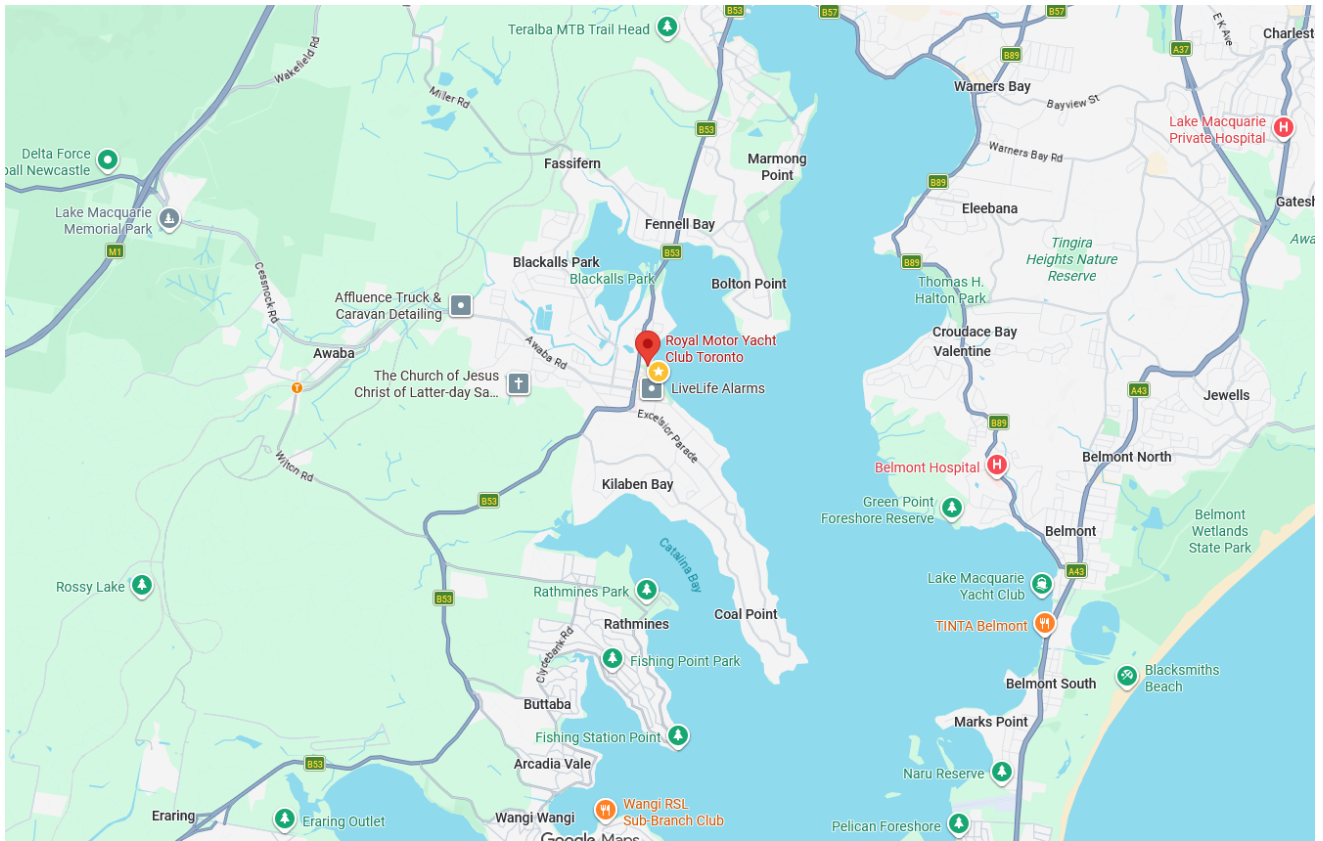 B53
B57
B57
E K Ave
Teralba MTB Trail Head
Charlest
A37
B89
Wakefield Rd
Warners Bay
Miller Rd
Bayview St
Lake Macquarie
Private Hospital
B53
Delta Force
ball Newcastle
Fassifern
Marmong
Point
Warners Bay Rd
B89
Lake Macquarie
Memorial Park
Eleebana
Gatesh
Fennell Bay
M1
B53
Tingira
Heights Nature
Reserve
Awa
Blackalls Park
Blackalls Park
B89
Cessnock Rd
Bolton Point
Thomas H.
Halton Park
Affluence Truck &
Caravan Detailing
Croudace Bay
Valentine
Royal Motor Yacht
Club Toronto
Awaba
Awaba Rd
The Church of Jesus
Christ of Latter-day Sa...
LiveLife Alarms
T
A43
Jewells
Excelsior Parade
B89
Wilton Rd
Belmont North
Belmont Hospital
Kilaben Bay
B53
Green Point
Foreshore Reserve
Belmont
Wetlands
State Park
Belmont
Catalina Bay
A43
Rossy Lake
Rathmines Park
Lake Macquarie
Yacht Club
B53
Coal Point
Rathmines
TINTA Belmont
Clydebank Rd
Fishing Point Park
Blacksmiths
Beach
Belmont South
Buttaba
Marks Point
Fishing Station Point
B53
Arcadia Vale
Naru Reserve
Wangi RSL
Sub-Branch Club
Eraring
Eraring Outlet
Wangi Wangi
Pelican Foreshore
Google Maps